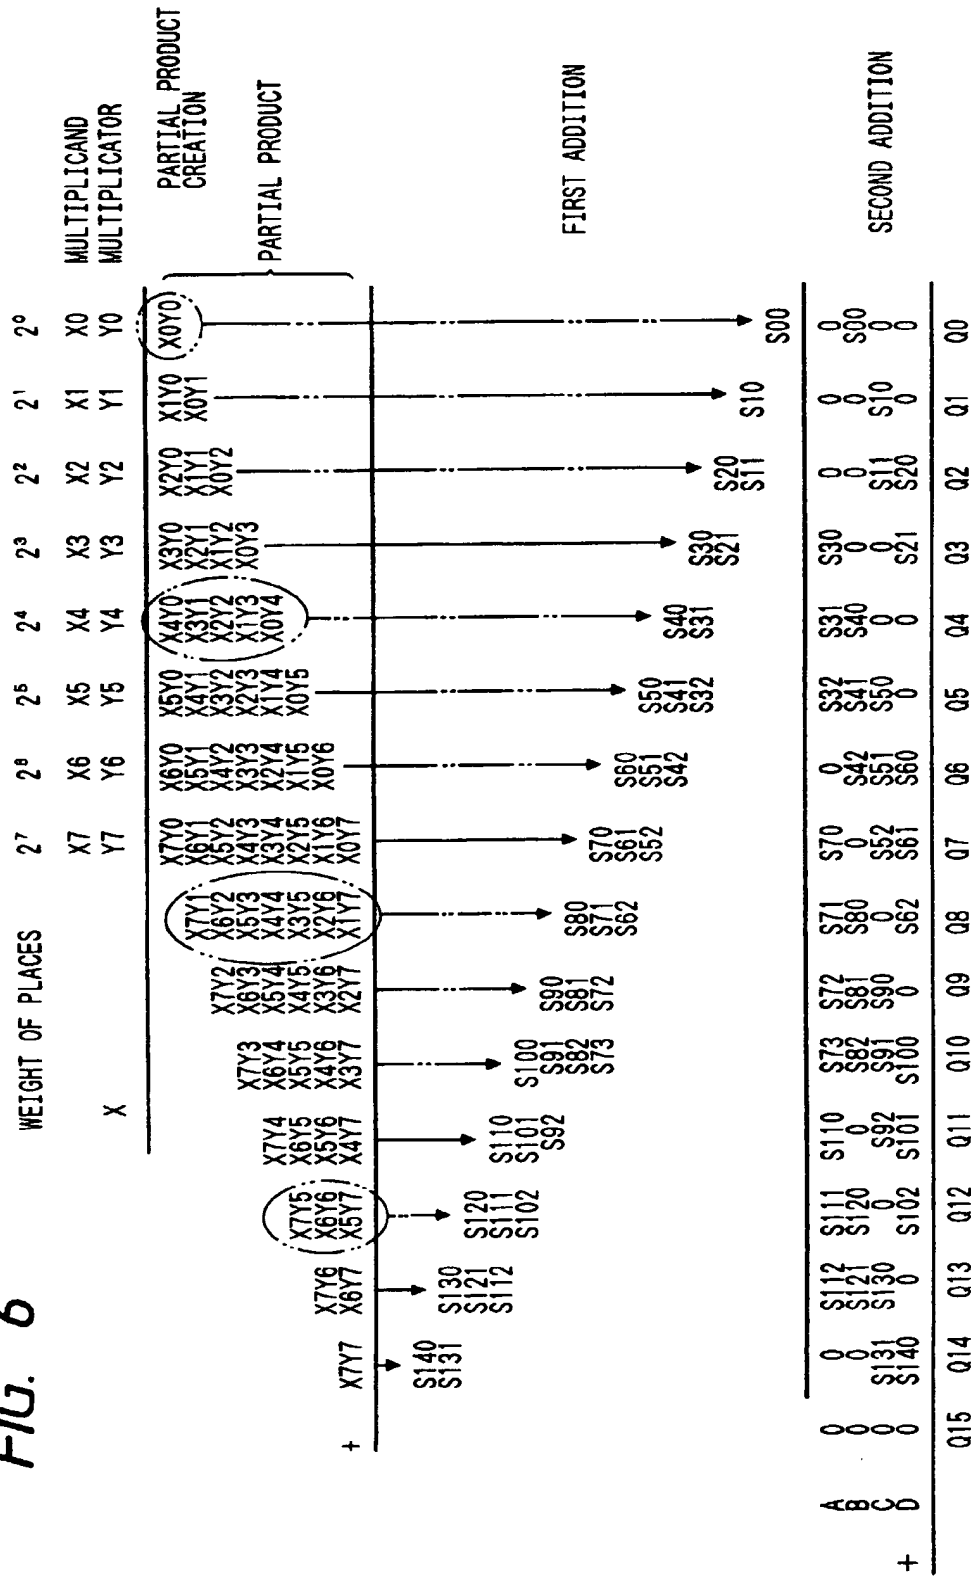 FIG. 6
WEIGHT OF PLACES 2⁷ 2⁶ 2⁵ 2⁴ 2³ 2² 2¹ 2⁰
X7 X6 X5 X4 X3 X2 X1 X0 MULTIPLICAND
X Y7 Y6 Y5 Y4 Y3 Y2 Y1 Y0 MULTIPLICATOR
X7Y0 X6Y0 X5Y0 X4Y0 X3Y0 X2Y0 X1Y0 X0Y0 PARTIAL PRODUCT
X7Y1 X6Y1 X5Y1 X4Y1 X3Y1 X2Y1 X1Y1 X0Y1 CREATION
X7Y2 X6Y2 X5Y2 X4Y2 X3Y2 X2Y2 X1Y2 X0Y2
X7Y3 X6Y3 X5Y3 X4Y3 X3Y3 X2Y3 X1Y3 X0Y3
X7Y4 X6Y4 X5Y4 X4Y4 X3Y4 X2Y4 X1Y4 X0Y4 PARTIAL PRODUCT
X7Y5 X6Y5 X5Y5 X4Y5 X3Y5 X2Y5 X1Y5 X0Y5
X7Y6 X6Y6 X5Y6 X4Y6 X3Y6 X2Y6 X1Y6 X0Y6
+ X7Y7 X6Y7 X5Y7 X4Y7 X3Y7 X2Y7 X1Y7 X0Y7
S140
S131 S130
S121 S120
S112 S111 S110
S102 S101 S100
S92 S91 S90
S82 S81 S80 FIRST ADDITION
S73 S72 S71 S70
S62 S61 S60
S52 S51 S50
S42 S41 S40
S32 S31 S30
S21 S20
S11 S10
S00
A 0 0 S112 S111 S110 S73 S72 S71 S70 0 S32 S31 S30 0 0 0
B 0 0 S121 S120 0 S82 S81 S80 0 S42 S41 S40 0 0 0 S00
C 0 S131 S130 0 S92 S91 S90 0 S52 S51 S50 0 0 S11 S10 0 SECOND ADDITION
+ D 0 S140 0 S102 S101 S100 0 S62 S61 S60 0 0 S21 S20 0 0
Q15 Q14 Q13 Q12 Q11 Q10 Q9 Q8 Q7 Q6 Q5 Q4 Q3 Q2 Q1 Q0